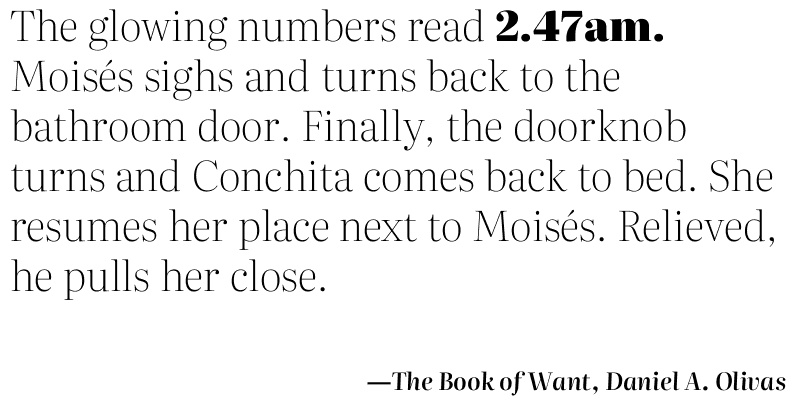 The glowing numbers read 2.47am.
Moisés sighs and turns back to the
bathroom door. Finally, the doorknob
turns and Conchita comes back to bed. She
resumes her place next to Moisés. Relieved,
he pulls her close.
—The Book of Want, Daniel A. Olivas